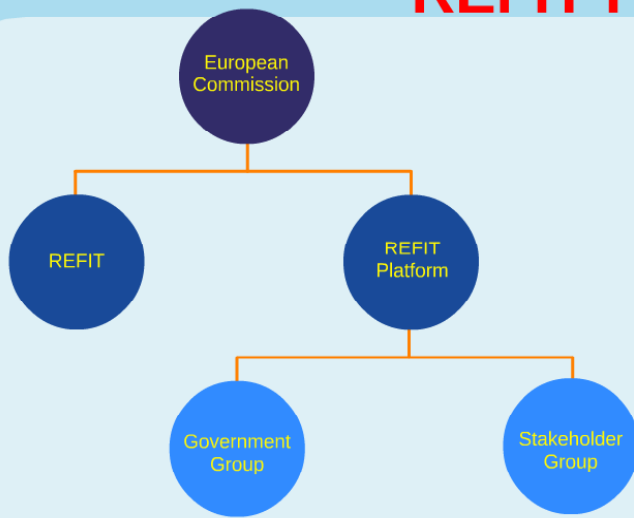 European
Commission
REFIT
REFIT
Platform
Government
Group
Stakeholder
Group